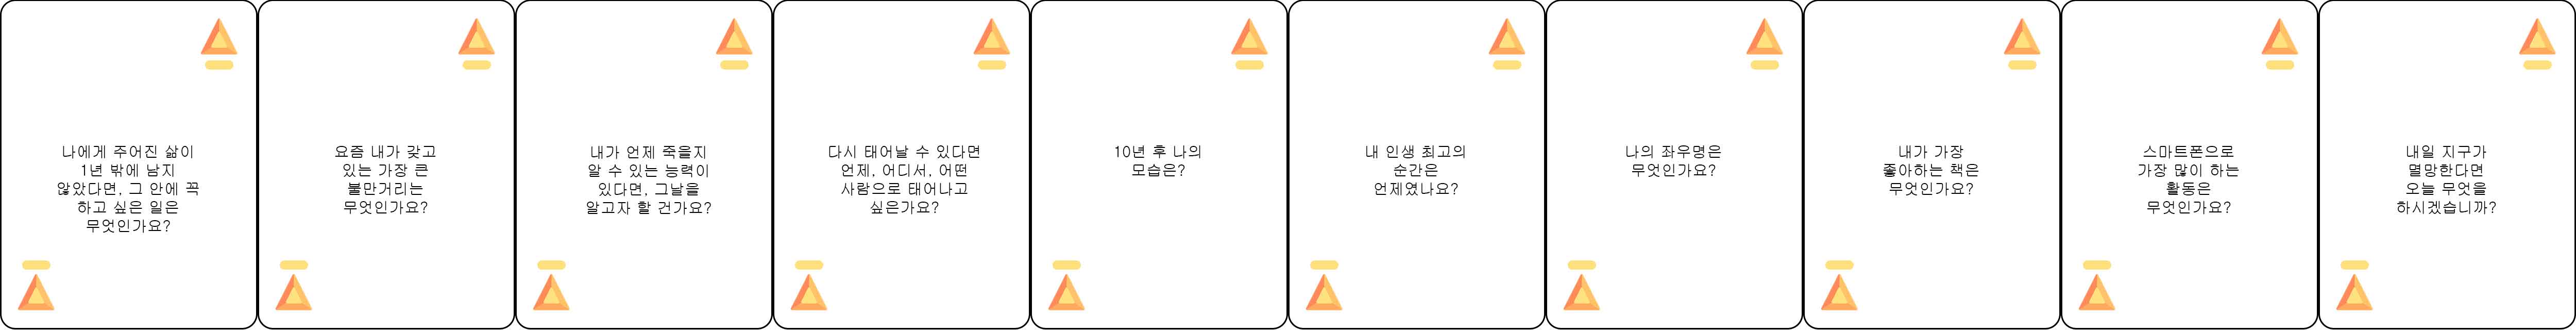 나에게 주어진 삶이
1년 밖에 남지
않았다면, 그 안에 꼭
하고 싶은 일은
무엇인가요?
요즘 내가 갖고
있는 가장 큰
불만거리는
무엇인가요?
내가 언제 죽을지
알 수 있는 능력이
있다면, 그날을
알고자 할 건가요?
다시 태어날 수 있다면
언제, 어디서, 어떤
사람으로 태어나고
싶은가요?
10년 후 나의
모습은?
내 인생 최고의
순간은
언제였나요?
나의 좌우명은
무엇인가요?
내가 가장
좋아하는 책은
무엇인가요?
스마트폰으로
가장 많이 하는
활동은
무엇인가요?
내일 지구가
멸망한다면
오늘 무엇을
하시겠습니까?